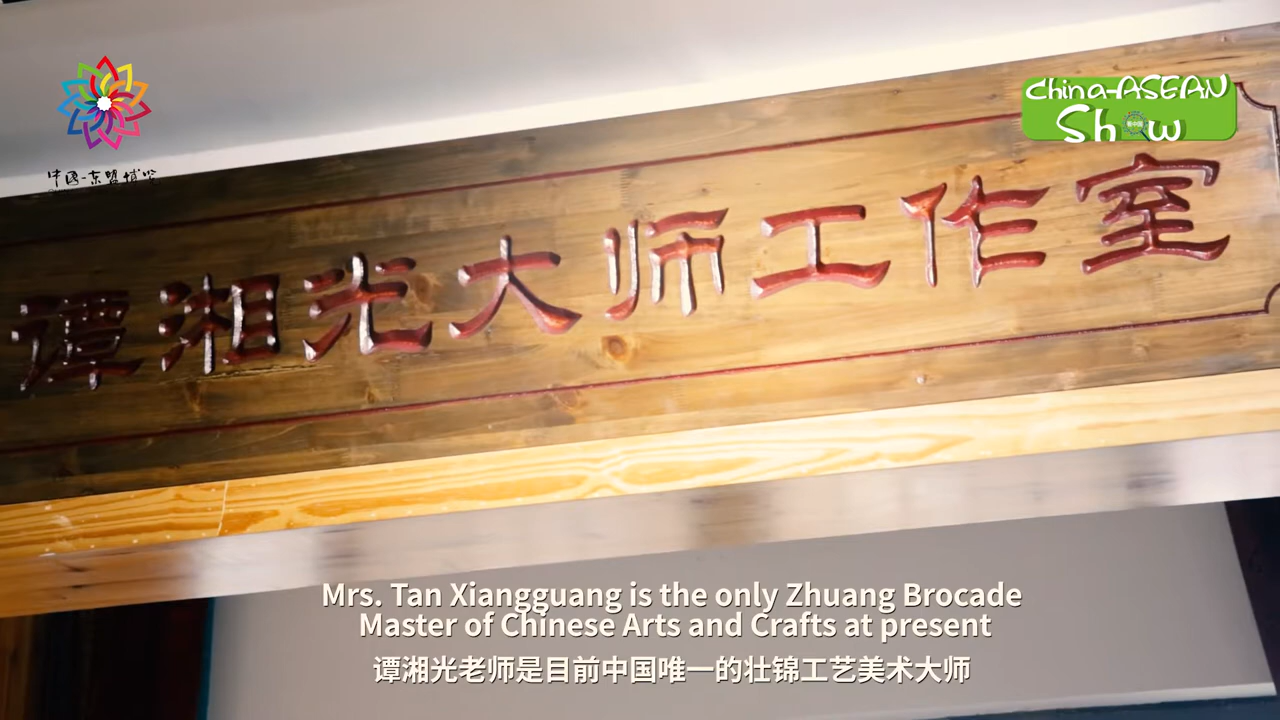 中国-东盟博览
China-ASEAN
Show
谭湘光大师工作室
Mrs. Tan Xiangguang is the only Zhuang Brocade
Master of Chinese Arts and Crafts at present
谭湘光老师是目前中国唯一的壮锦工艺美术大师